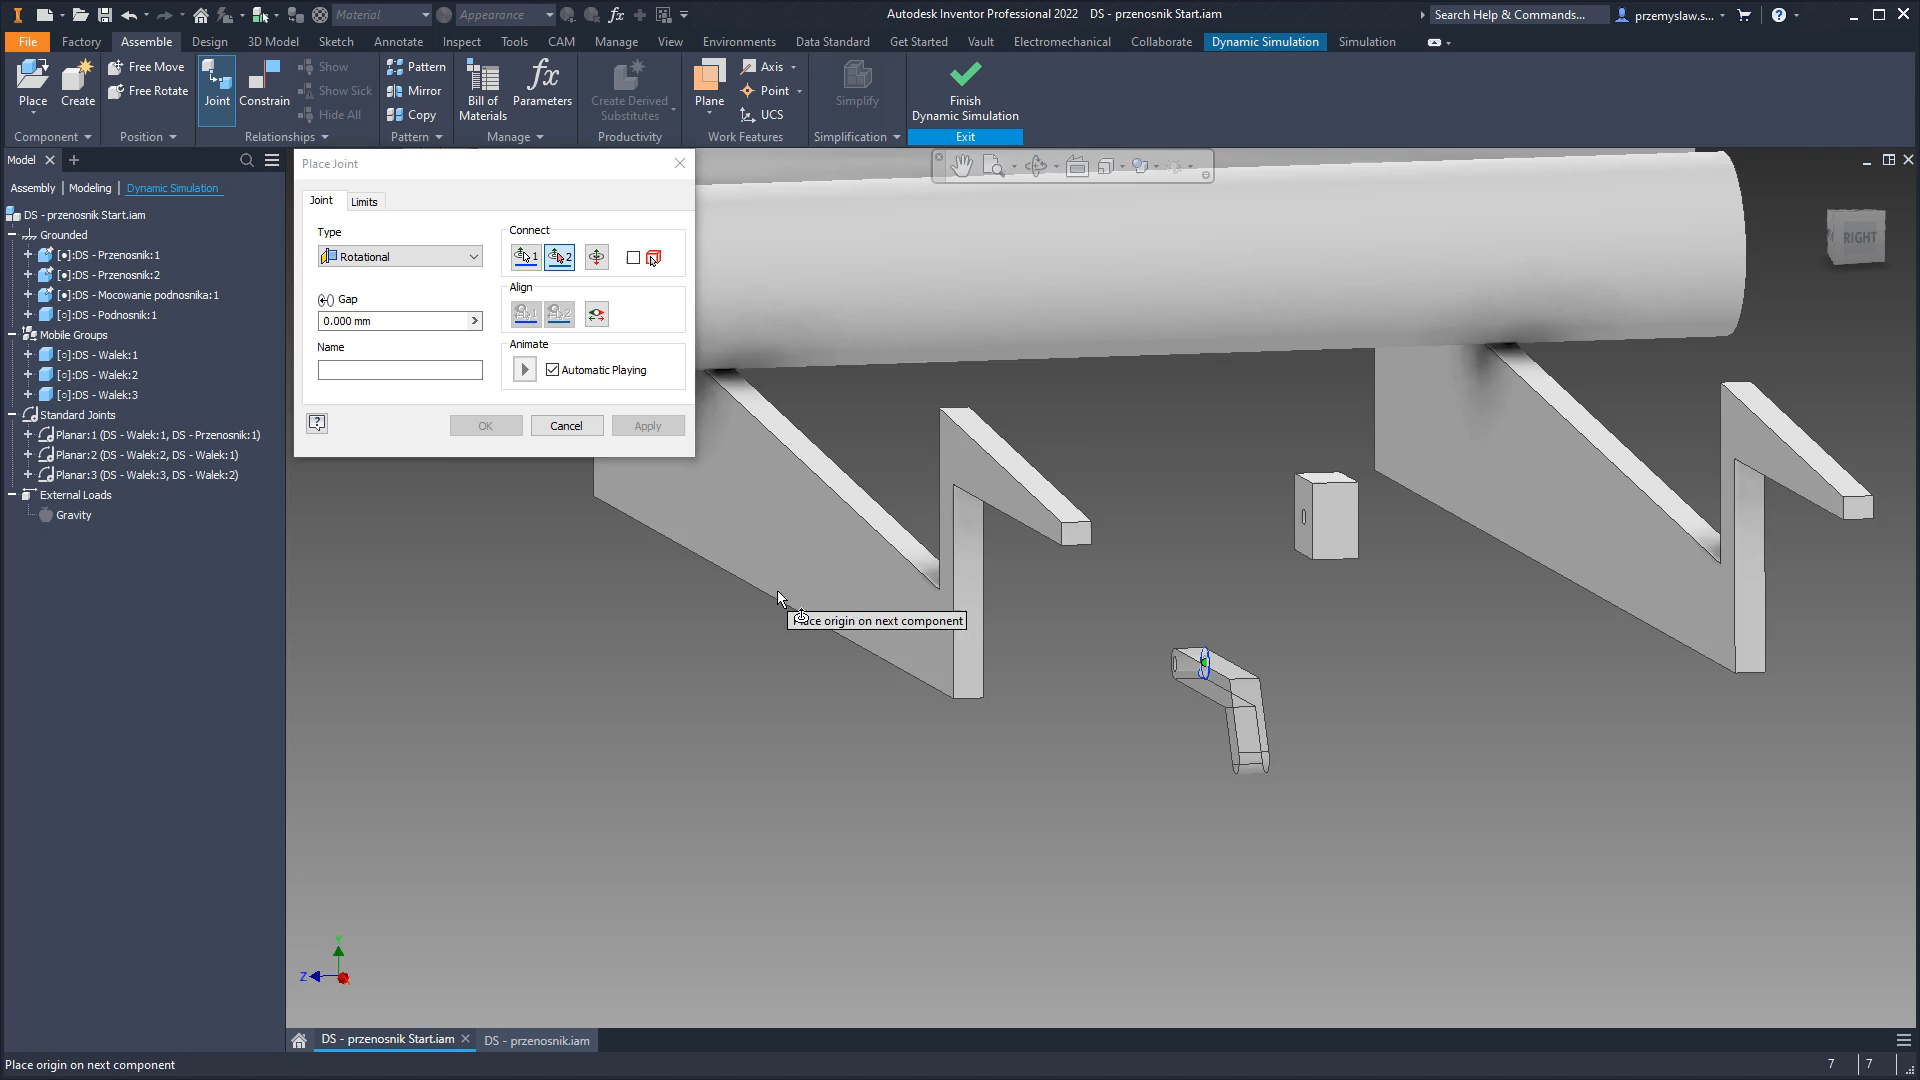 Material
Appearance
Autodesk Inventor Professional 2022 DS - przenosnik Start.iam
Search Help & Commands...
przemyslaw.s...
File
Factory
Assemble
Design
3D Model
Sketch
Annotate
Inspect
Tools
CAM
Manage
View
Environments
Data Standard
Get Started
Vault
Electromechanical
Collaborate
Dynamic Simulation
Simulation
Place
Create
Free Move
Free Rotate
Joint
Constrain
Show
Show Sick
Hide All
Pattern
Mirror
Copy
Bill of
Materials
Parameters
Create Derived
Substitutes
Plane
Axis
Point
UCS
Simplify
Finish
Dynamic Simulation
Component
Position
Relationships
Pattern
Manage
Productivity
Work Features
Simplification
Exit
Model
Assembly
Modeling
Dynamic Simulation
DS - przenosnik Start.iam
Grounded
[•]:DS - Przenosnik:1
[•]:DS - Przenosnik:2
[•]:DS - Mocowanie podnosnika:1
[○]:DS - Podnosnik:1
Mobile Groups
[○]:DS - Walek:1
[○]:DS - Walek:2
[○]:DS - Walek:3
Standard Joints
Planar:1 (DS - Walek:1, DS - Przenosnik:1)
Planar:2 (DS - Walek:2, DS - Walek:1)
Planar:3 (DS - Walek:3, DS - Walek:2)
External Loads
Gravity
Place Joint
Joint
Limits
Type
Rotational
Gap
0.000 mm
Name
Connect
1
2
Align
1
2
Animate
Automatic Playing
OK
Cancel
Apply
RIGHT
Place origin on next component
Y
Z
DS - przenosnik Start.iam
DS - przenosnik.iam
Place origin on next component
7
7